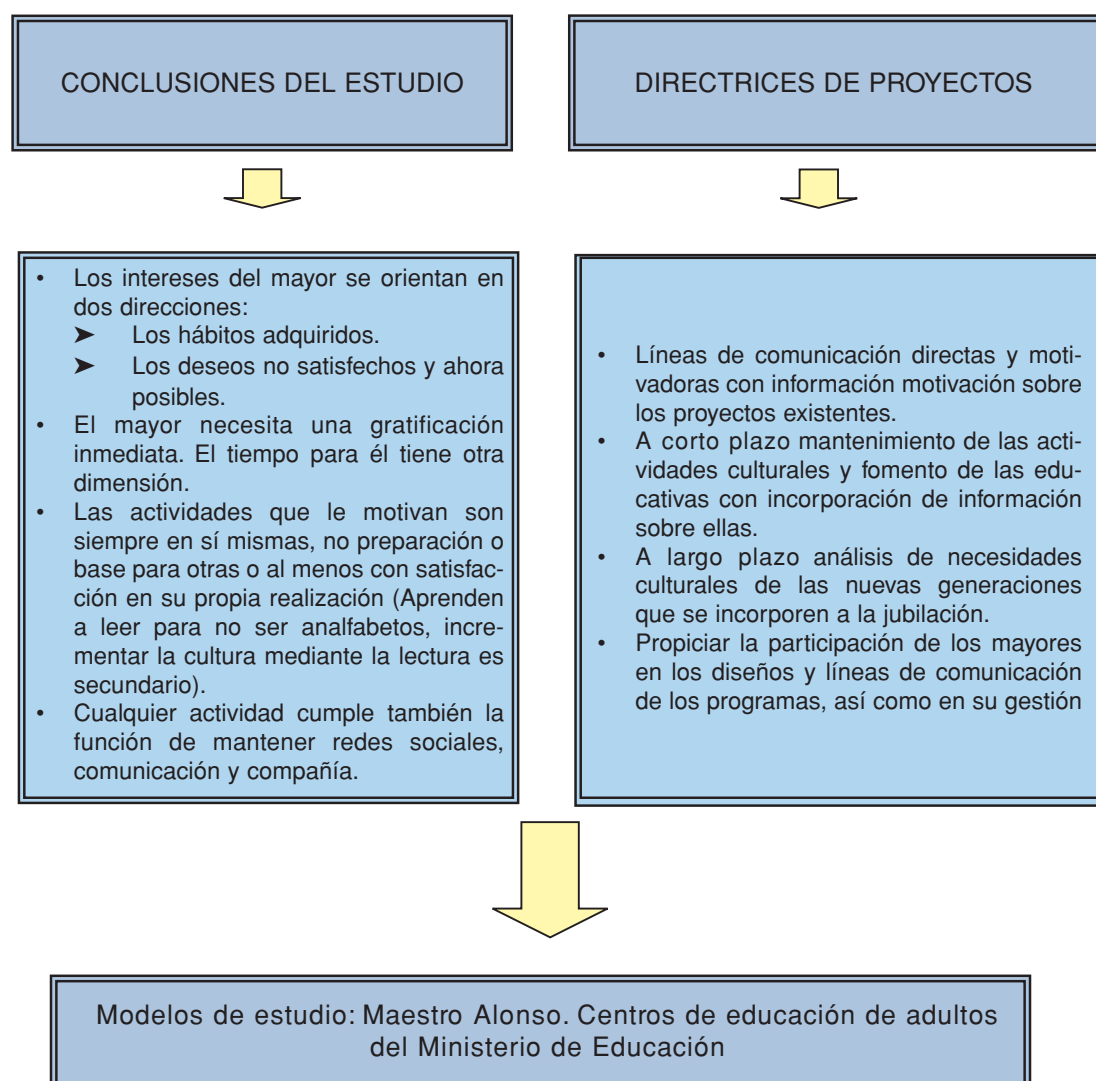 CONCLUSIONES DEL ESTUDIO
DIRECTRICES DE PROYECTOS
• Los intereses del mayor se orientan en
dos direcciones:
➤ Los hábitos adquiridos.
➤ Los deseos no satisfechos y ahora
posibles.
• El mayor necesita una gratificación
inmediata. El tiempo para él tiene otra
dimensión.
• Las actividades que le motivan son
siempre en sí mismas, no preparación o
base para otras o al menos con satisfac-
ción en su propia realización (Aprenden
a leer para no ser analfabetos, incre-
mentar la cultura mediante la lectura es
secundario).
• Cualquier actividad cumple también la
función de mantener redes sociales,
comunicación y compañía.
• Líneas de comunicación directas y moti-
vadoras con información motivación sobre
los proyectos existentes.
• A corto plazo mantenimiento de las acti-
vidades culturales y fomento de las edu-
cativas con incorporación de información
sobre ellas.
• A largo plazo análisis de necesidades
culturales de las nuevas generaciones
que se incorporen a la jubilación.
• Propiciar la participación de los mayores
en los diseños y líneas de comunicación
de los programas, así como en su gestión
Modelos de estudio: Maestro Alonso. Centros de educación de adultos
del Ministerio de Educación